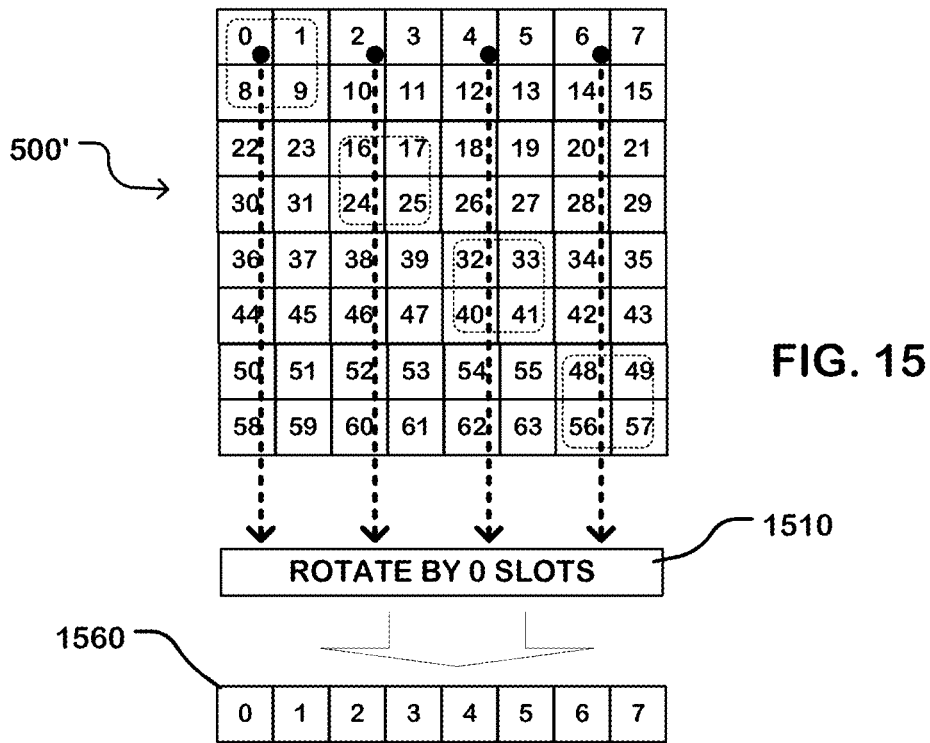 0 1 2 3 4 5 6 7
8 9 10 11 12 13 14 15
500' 22 23 16 17 18 19 20 21
30 31 24 25 26 27 28 29
36 37 38 39 32 33 34 35
44 45 46 47 40 41 42 43
50 51 52 53 54 55 48 49
FIG. 15
58 59 60 61 62 63 56 57
1510
ROTATE BY 0 SLOTS
1560
0 1 2 3 4 5 6 7